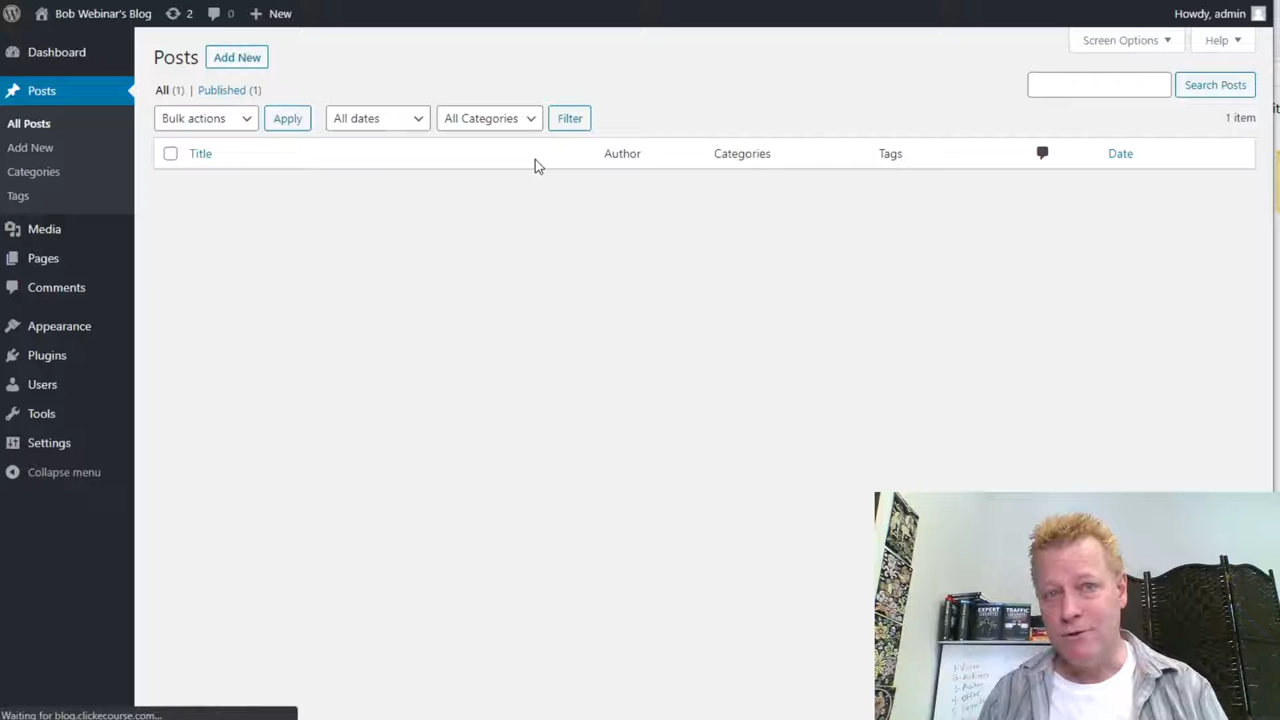 Bob Webinar's Blog
2
0
New
Howdy, admin
Dashboard
Posts
All Posts
Add New
Categories
Tags
Media
Pages
Comments
Appearance
Plugins
Users
Tools
Settings
Collapse menu
Screen Options
Help
Posts
Add New
All (1) | Published (1)
Search Posts
Bulk actions
Apply
All dates
All Categories
Filter
1 item
Title
Author
Categories
Tags
Date
EXPERT
TRAFFIC
Waiting for blog.clickecourse.com...